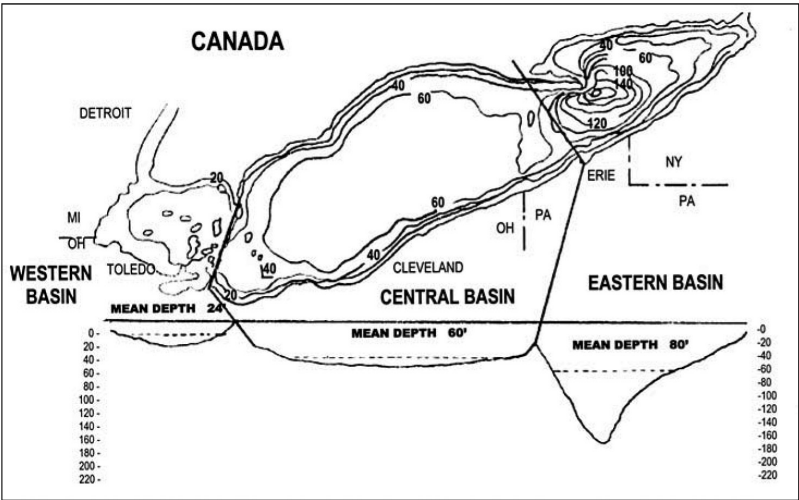 CANADA
40
60
100
140
120
40
60
DETROIT
20
ERIE
NY
PA
MI
OH
60
OH
PA
40
40
20
WESTERN
BASIN
TOLEDO
CLEVELAND
CENTRAL BASIN
EASTERN BASIN
MEAN DEPTH 24'
MEAN DEPTH 60'
MEAN DEPTH 80'
0-
20 -
40 -
60 -
80 -
100 -
120 -
140 -
160 -
180 -
200 -
220 -
-0
-20
-40
-60
-80
-100
-120
-140
-160
-180
-200
-220